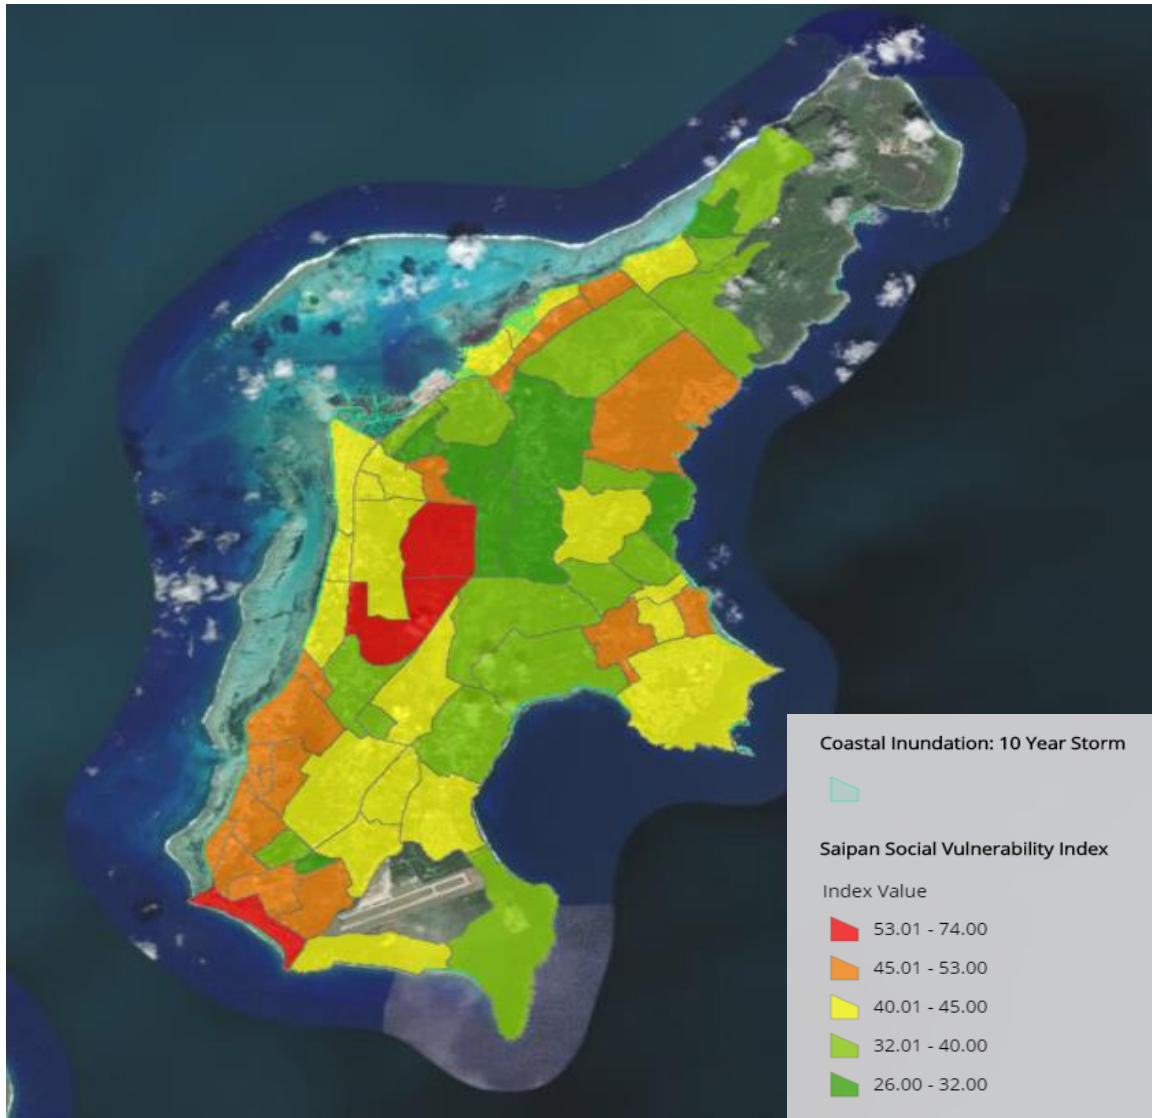 Coastal Inundation: 10 Year Storm
Saipan Social Vulnerability Index
Index Value
53.01 - 74.00
45.01 - 53.00
40.01 - 45.00
32.01 - 40.00
26.00 - 32.00